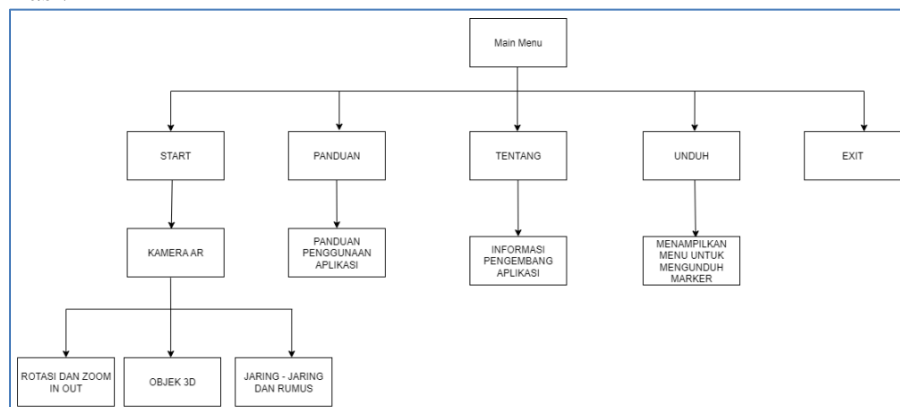 Main Menu
START
PANDUAN
TENTANG
UNDUH
EXIT
KAMERA AR
PANDUAN
PENGGUNAAN
APLIKASI
INFORMASI
PENGEMBANG
APLIKASI
MENAMPILKAN
MENU UNTUK
MENGUNDUH
MARKER
ROTASI DAN ZOOM
IN OUT
OBJEK 3D
JARING - JARING
DAN RUMUS